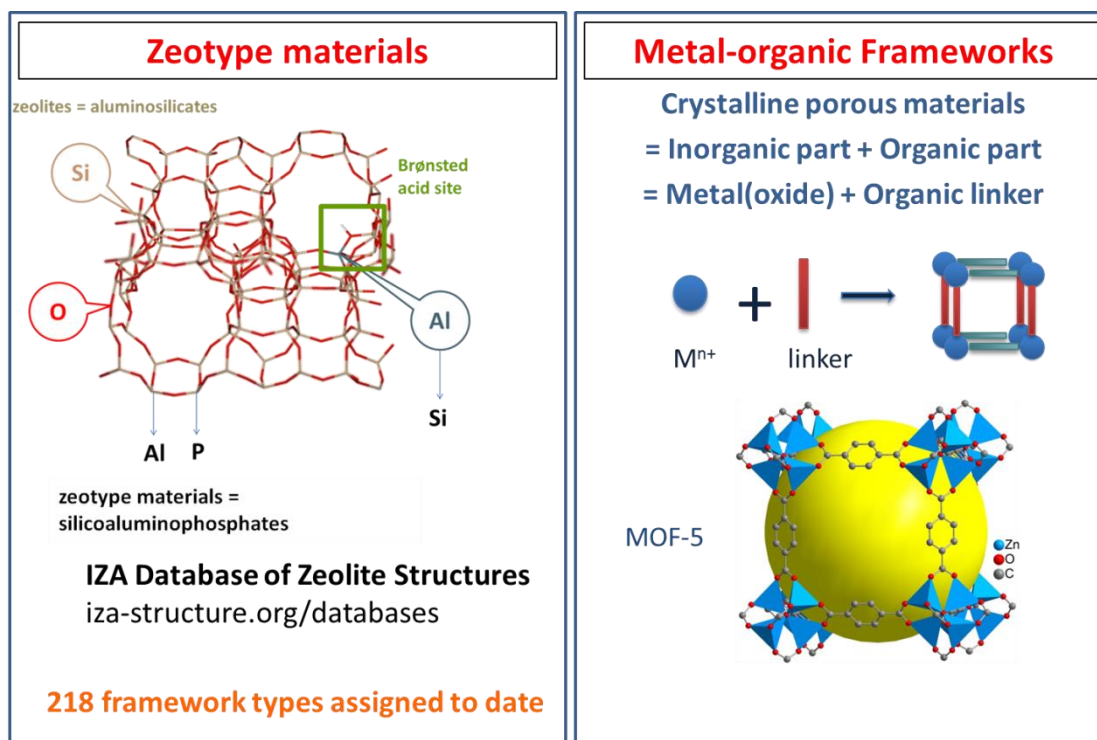 Zeotype materials
zeolites = aluminosilicates
Si
Brønsted
acid site
O
Al
Si
Al P
zeotype materials =
silicoaluminophosphates
IZA Database of Zeolite Structures
iza-structure.org/databases
218 framework types assigned to date
Metal-organic Frameworks
Crystalline porous materials
= Inorganic part + Organic part
= Metal(oxide) + Organic linker
+
Mn+
linker
MOF-5
Zn
O
C